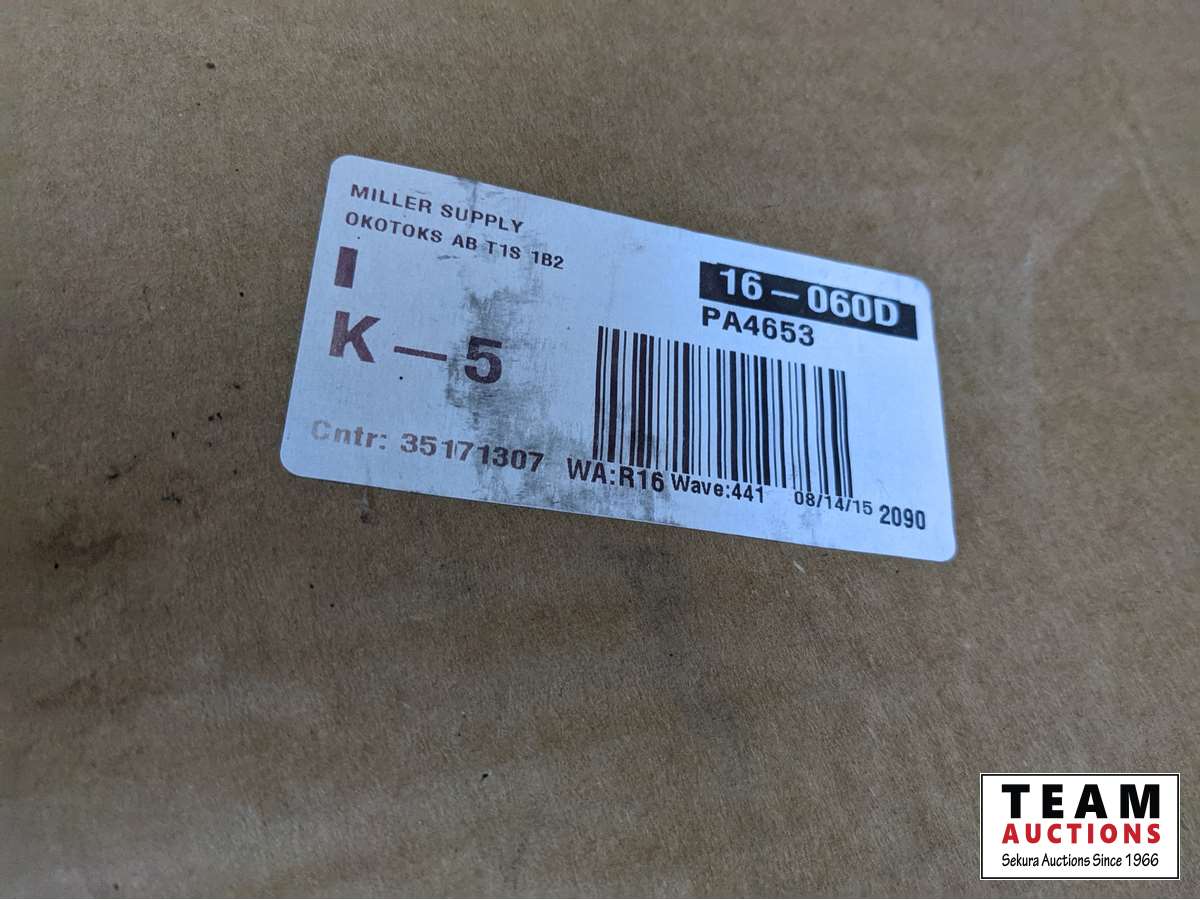 MILLER SUPPLY
OKOTOKS AB T1S 1B2
I
K-5
16-060D
PA4653
Cntr: 35171307 WA:R16 Wave:441 08/14/15 2090
TEAM
AUCTIONS
Sekura Auctions Since 1966